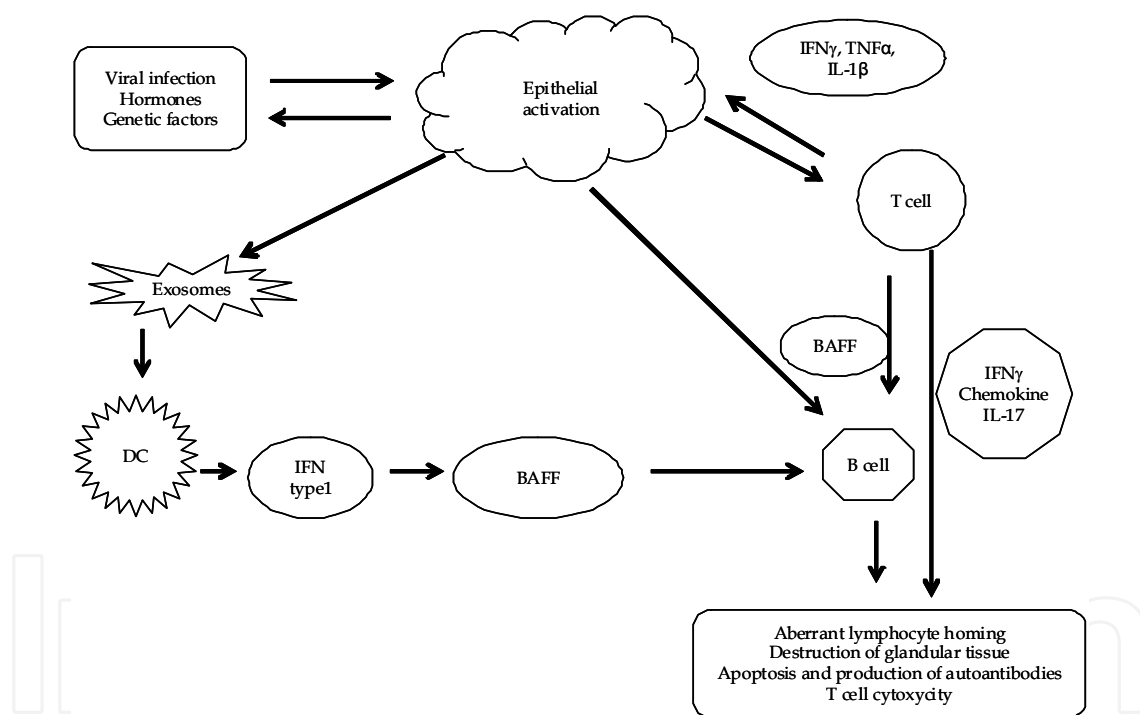 Viral infection
Hormones
Genetic factors
Epithelial
activation
IFNγ, TNFα,
IL-1β
T cell
Exosomes
BAFF
IFNγ
Chemokine
IL-17
DC
IFN
type1
BAFF
B cell
Aberrant lymphocyte homing
Destruction of glandular tissue
Apoptosis and production of autoantibodies
T cell cytoxycity